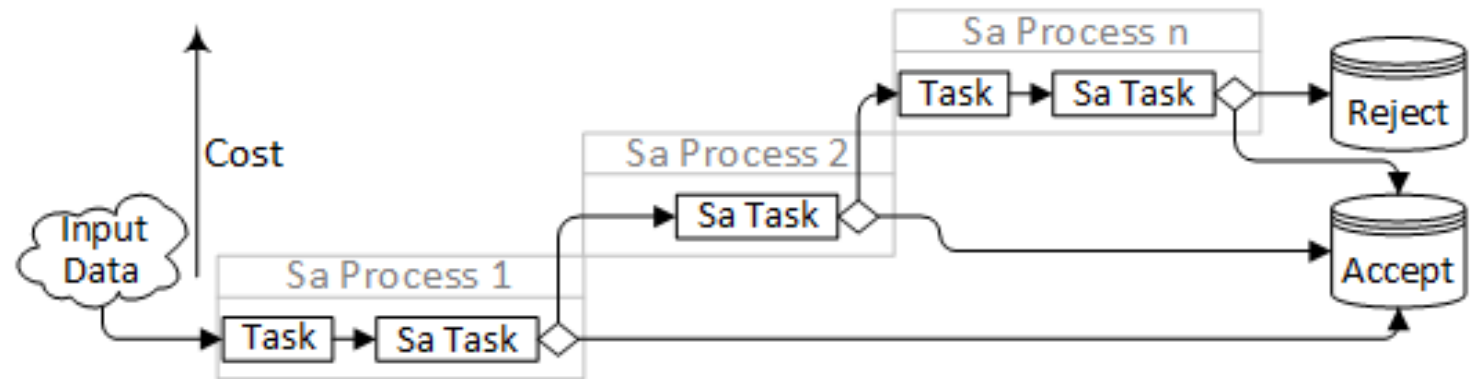 Sa Process n
Task
Sa Task
Reject
Cost
Sa Process 2
Sa Task
Input
Data
Accept
Sa Process 1
Task
Sa Task